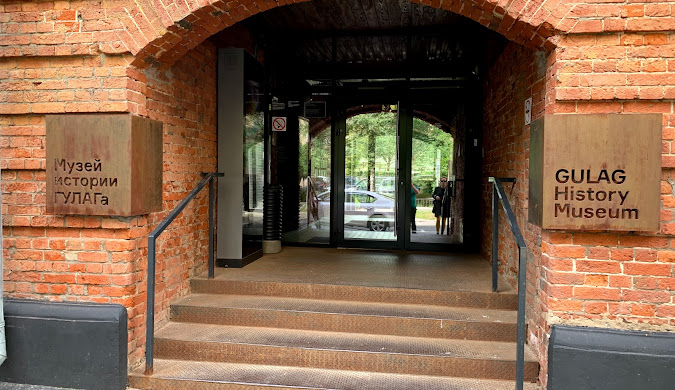 Музей
истории
ГУЛАГа
GULAG
History
Museum